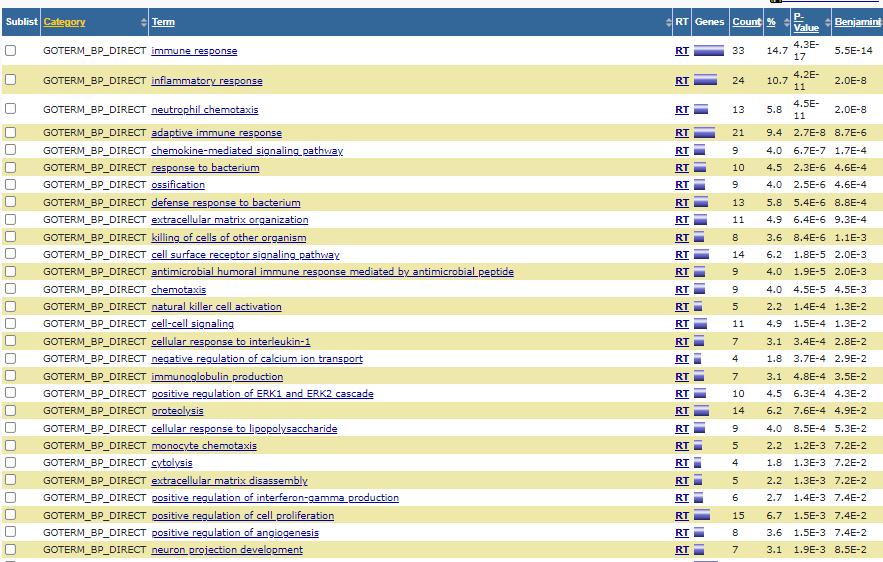 Sublist Category Term RT Genes Count % P-Value Benjamini
GOTERM_BP_DIRECT immune response RT 33 14.7 4.3E-17 5.5E-14
GOTERM_BP_DIRECT inflammatory response RT 24 10.7 4.2E-11 2.0E-8
GOTERM_BP_DIRECT neutrophil chemotaxis RT 13 5.8 4.5E-11 2.0E-8
GOTERM_BP_DIRECT adaptive immune response RT 21 9.4 2.7E-8 8.7E-6
GOTERM_BP_DIRECT chemokine-mediated signaling pathway RT 9 4.0 6.7E-7 1.7E-4
GOTERM_BP_DIRECT response to bacterium RT 10 4.5 2.3E-6 4.6E-4
GOTERM_BP_DIRECT ossification RT 9 4.0 2.5E-6 4.6E-4
GOTERM_BP_DIRECT defense response to bacterium RT 13 5.8 5.4E-6 8.8E-4
GOTERM_BP_DIRECT extracellular matrix organization RT 11 4.9 6.4E-6 9.3E-4
GOTERM_BP_DIRECT killing of cells of other organism RT 8 3.6 8.4E-6 1.1E-3
GOTERM_BP_DIRECT cell surface receptor signaling pathway RT 14 6.2 1.8E-5 2.0E-3
GOTERM_BP_DIRECT antimicrobial humoral immune response mediated by antimicrobial peptide RT 9 4.0 1.9E-5 2.0E-3
GOTERM_BP_DIRECT chemotaxis RT 9 4.0 4.5E-5 4.5E-3
GOTERM_BP_DIRECT natural killer cell activation RT 5 2.2 1.4E-4 1.3E-2
GOTERM_BP_DIRECT cell-cell signaling RT 11 4.9 1.5E-4 1.3E-2
GOTERM_BP_DIRECT cellular response to interleukin-1 RT 7 3.1 3.4E-4 2.8E-2
GOTERM_BP_DIRECT negative regulation of calcium ion transport RT 4 1.8 3.7E-4 2.9E-2
GOTERM_BP_DIRECT immunoglobulin production RT 7 3.1 4.8E-4 3.5E-2
GOTERM_BP_DIRECT positive regulation of ERK1 and ERK2 cascade RT 10 4.5 6.3E-4 4.3E-2
GOTERM_BP_DIRECT proteolysis RT 14 6.2 7.6E-4 4.9E-2
GOTERM_BP_DIRECT cellular response to lipopolysaccharide RT 9 4.0 8.5E-4 5.3E-2
GOTERM_BP_DIRECT monocyte chemotaxis RT 5 2.2 1.2E-3 7.2E-2
GOTERM_BP_DIRECT cytolysis RT 4 1.8 1.3E-3 7.2E-2
GOTERM_BP_DIRECT extracellular matrix disassembly RT 5 2.2 1.3E-3 7.2E-2
GOTERM_BP_DIRECT positive regulation of interferon-gamma production RT 6 2.7 1.4E-3 7.4E-2
GOTERM_BP_DIRECT positive regulation of cell proliferation RT 15 6.7 1.5E-3 7.4E-2
GOTERM_BP_DIRECT positive regulation of angiogenesis RT 8 3.6 1.5E-3 7.4E-2
GOTERM_BP_DIRECT neuron projection development RT 7 3.1 1.9E-3 8.5E-2